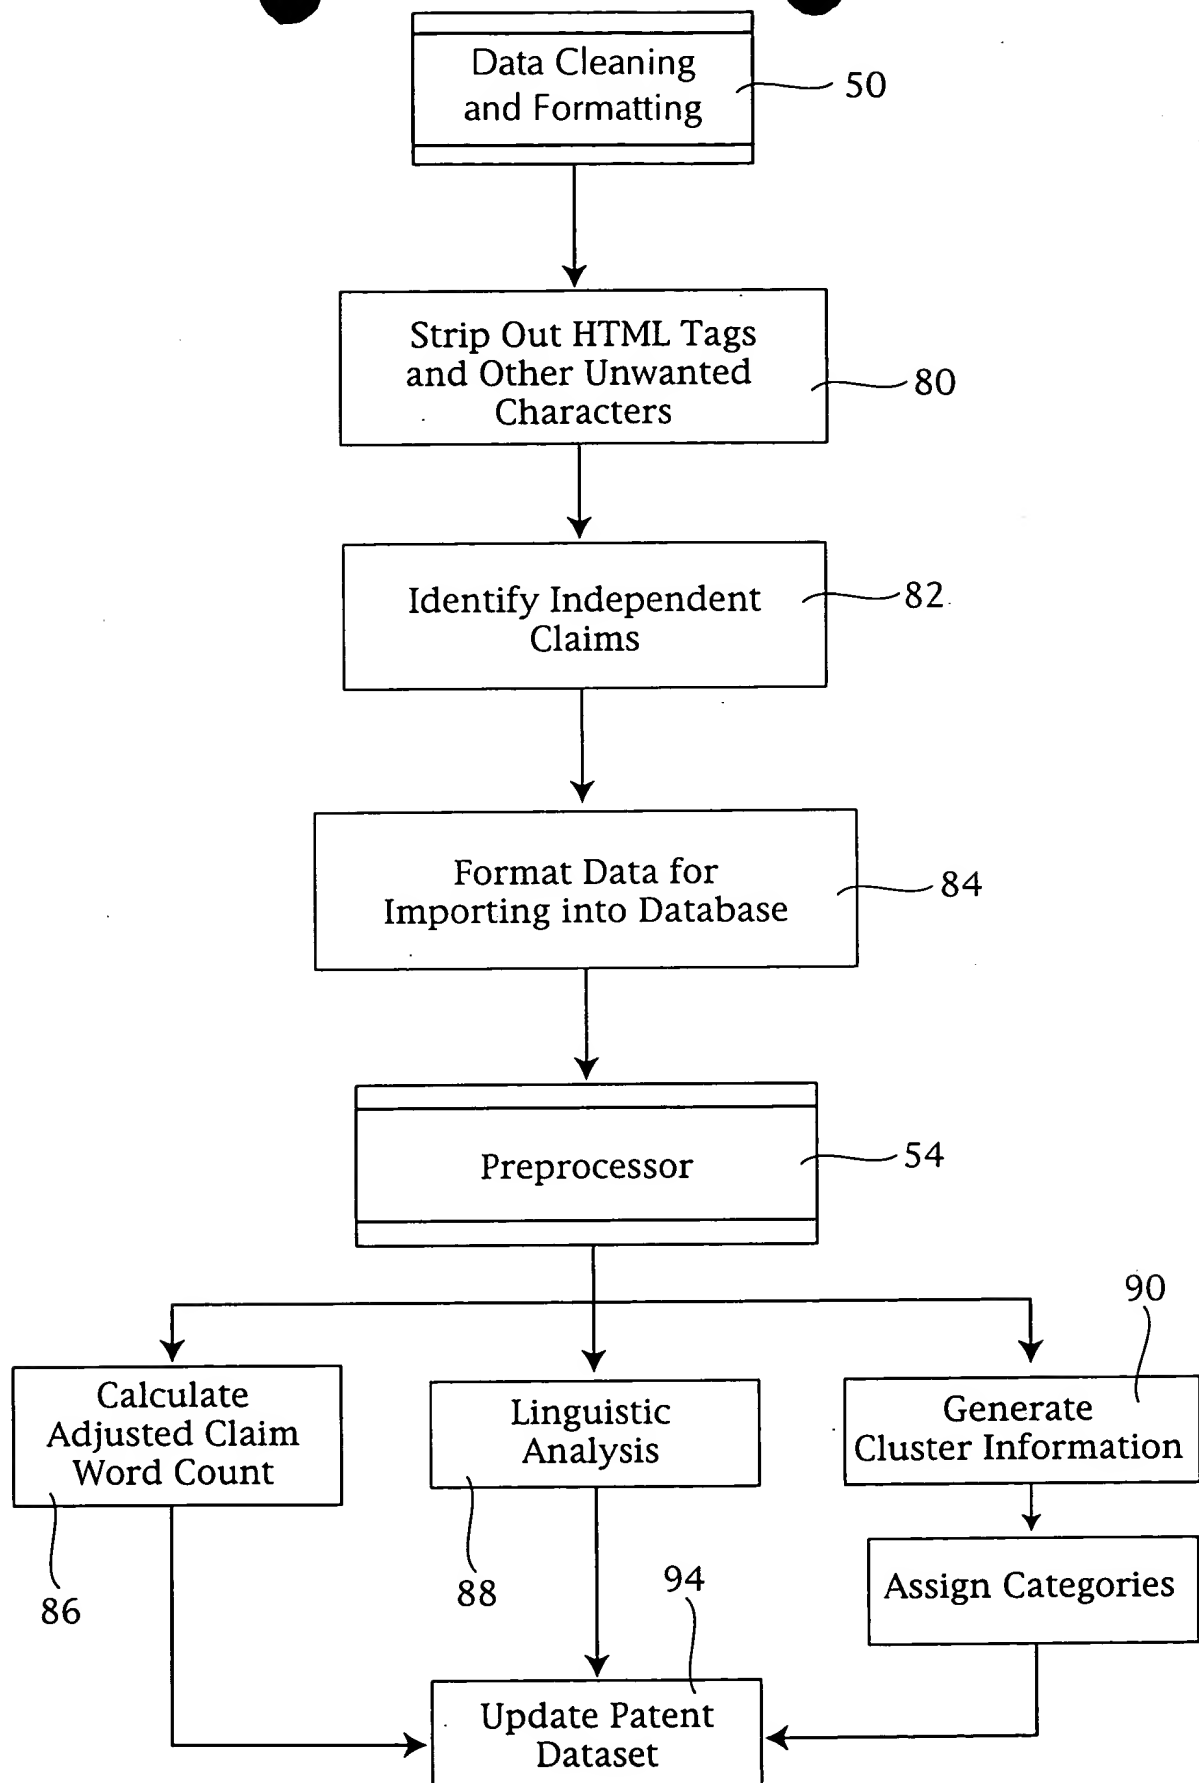 Data Cleaning
and Formatting
50
Strip Out HTML Tags
and Other Unwanted
Characters
80
Identify Independent
Claims
82
Format Data for
Importing into Database
84
Preprocessor
54
90
Calculate
Adjusted Claim
Word Count
86
Linguistic
Analysis
88
Generate
Cluster Information
Assign Categories
94
Update Patent
Dataset